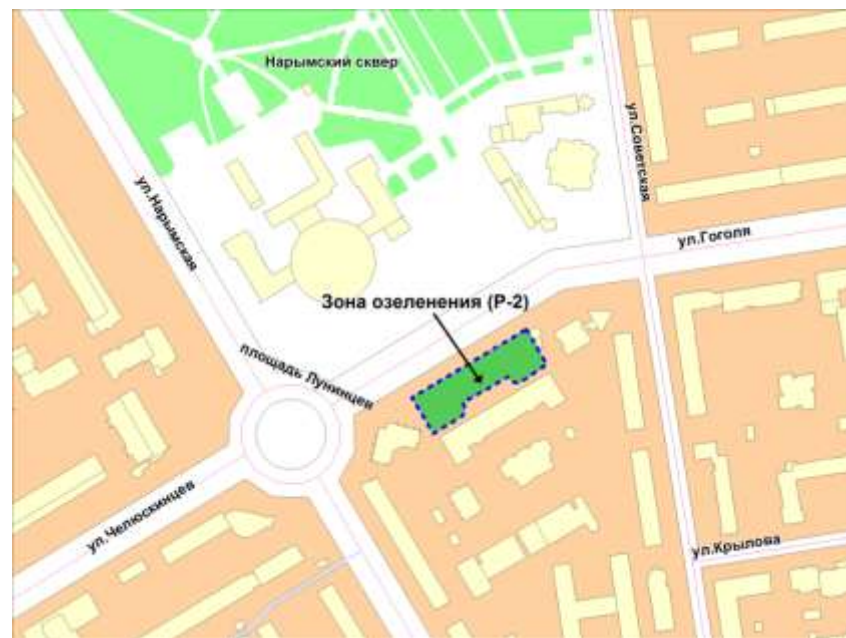 Нарымский сквер
ул.Советская
ул.Нарымская
ул.Гоголя
Зона озеленения (Р-2)
площадь Лунинцев
ул.Челюскинцев
ул.Крылова